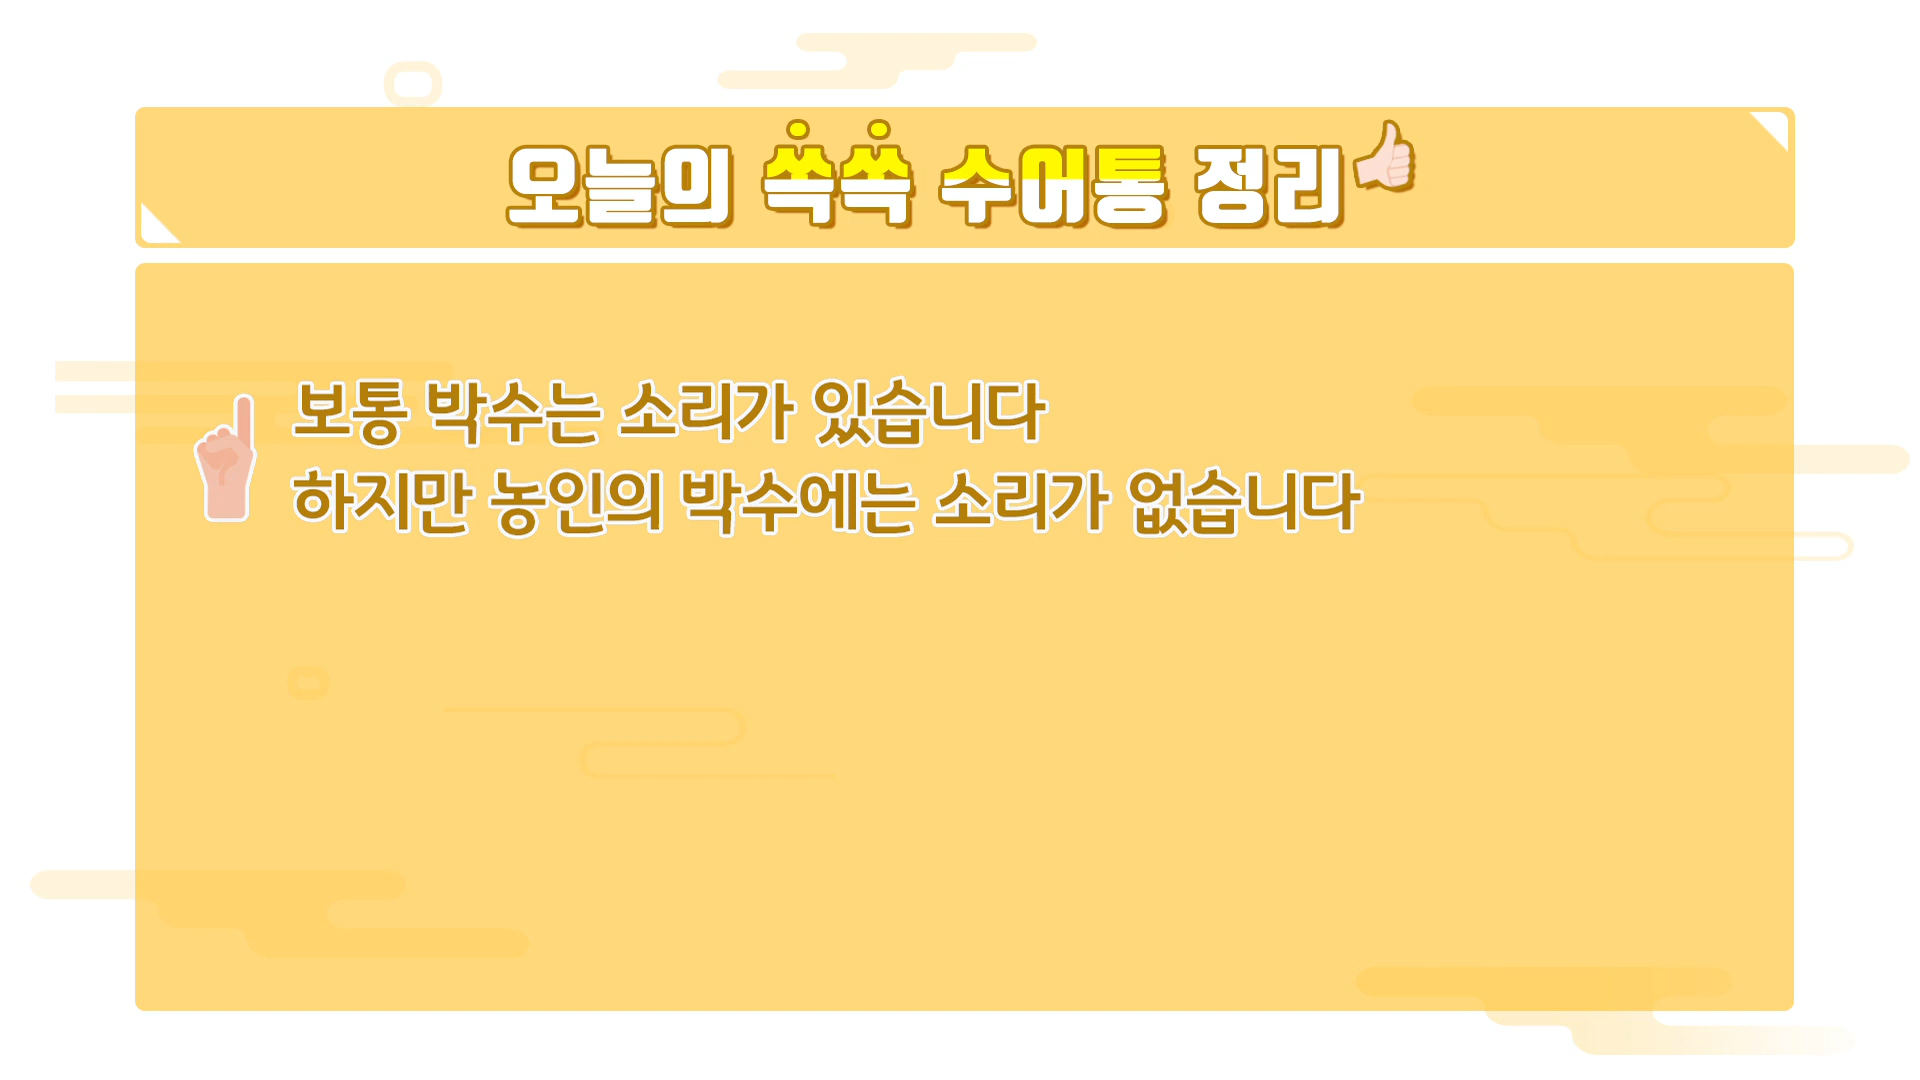 오늘의 쏙쏙 수어통 정리
보통 박수는 소리가 있습니다
하지만 농인의 박수에는 소리가 없습니다